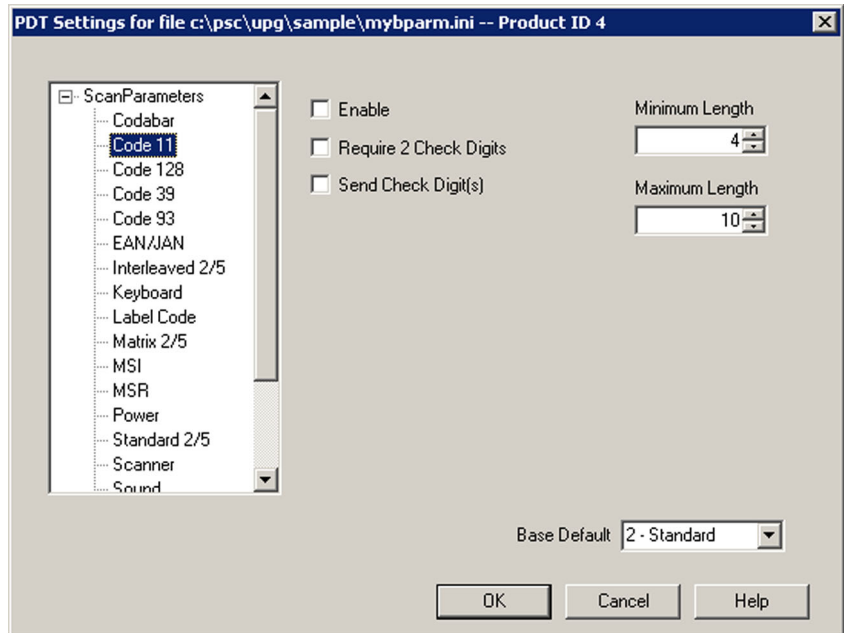 PDT Settings for file c:\psc\upg\sample\mybparm.ini -- Product ID 4
ScanParameters
Codabar
Code 11
Code 128
Code 39
Code 93
EAN/JAN
Interleaved 2/5
Keyboard
Label Code
Matrix 2/5
MSI
MSR
Power
Standard 2/5
Scanner
Sound
Enable
Require 2 Check Digits
Send Check Digit(s)
Minimum Length
4
Maximum Length
10
Base Default 2 - Standard
OK Cancel Help